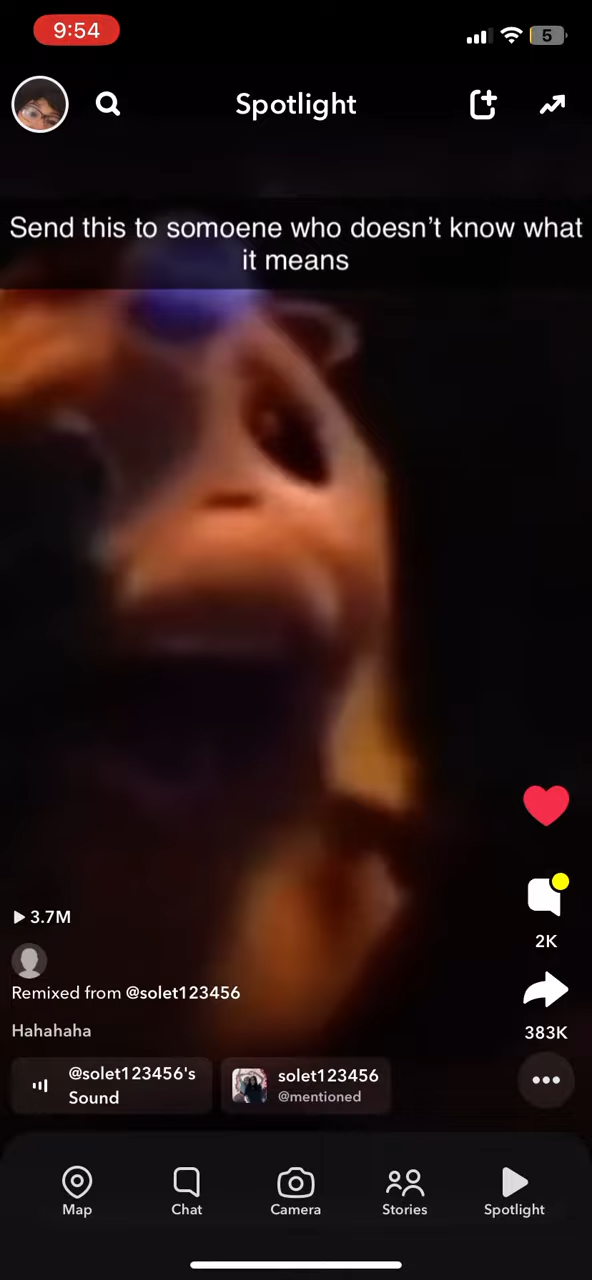 9:54
5
Spotlight
Send this to somoene who doesn't know what
it means
3.7M
2K
Remixed from @solet123456
Hahahaha
383K
@solet123456's
Sound
solet123456
@mentioned
Map
Chat
Camera
Stories
Spotlight